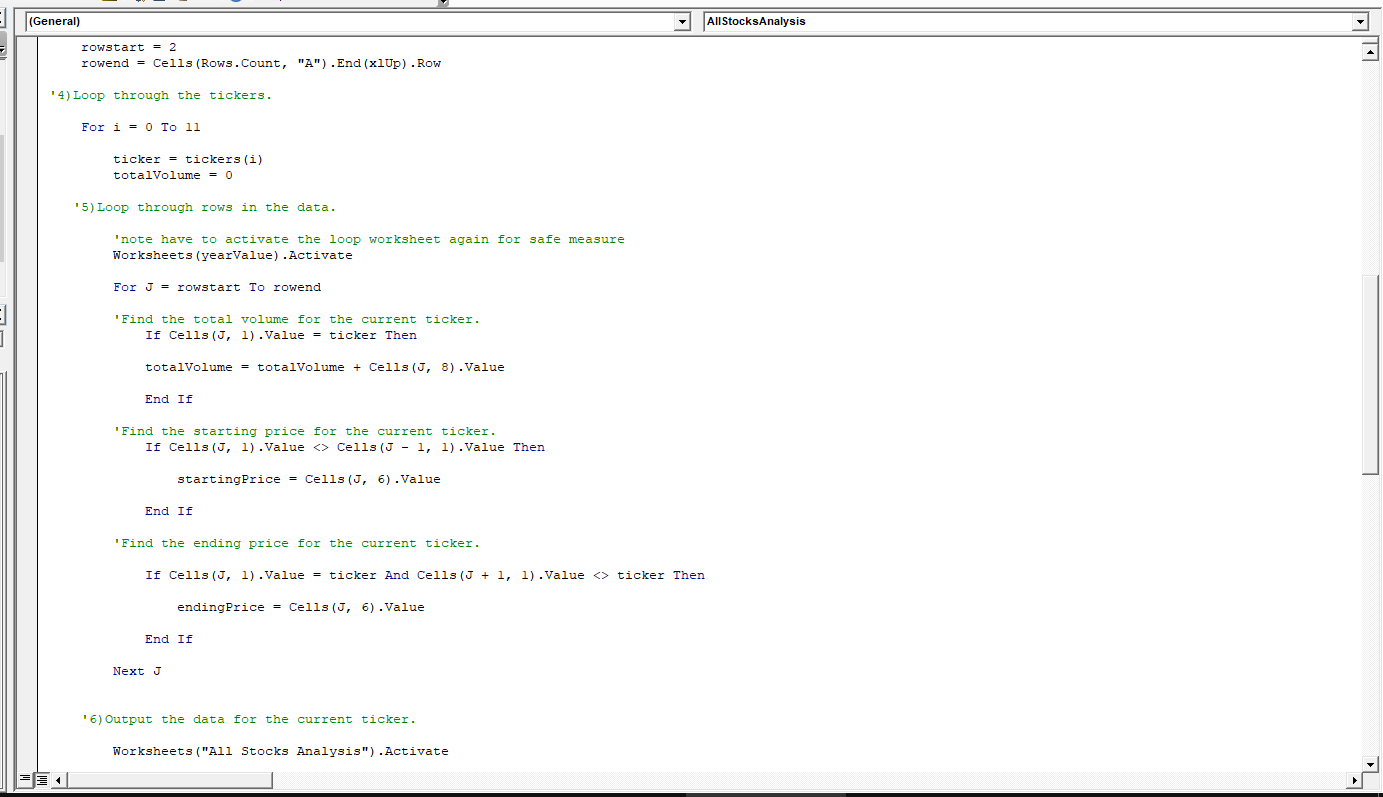 (General)
AllStocksAnalysis
rowstart = 2
rowend = Cells(Rows.Count, "A").End(xlUp).Row
'4)Loop through the tickers.
For i = 0 To 11
ticker = tickers(i)
totalVolume = 0
'5)Loop through rows in the data.
'note have to activate the loop worksheet again for safe measure
Worksheets(yearValue).Activate
For J = rowstart To rowend
'Find the total volume for the current ticker.
If Cells(J, 1).Value = ticker Then
totalVolume = totalVolume + Cells(J, 8).Value
End If
'Find the starting price for the current ticker.
If Cells(J, 1).Value <> Cells(J - 1, 1).Value Then
startingPrice = Cells(J, 6).Value
End If
'Find the ending price for the current ticker.
If Cells(J, 1).Value = ticker And Cells(J + 1, 1).Value <> ticker Then
endingPrice = Cells(J, 6).Value
End If
Next J
'6)Output the data for the current ticker.
Worksheets("All Stocks Analysis").Activate